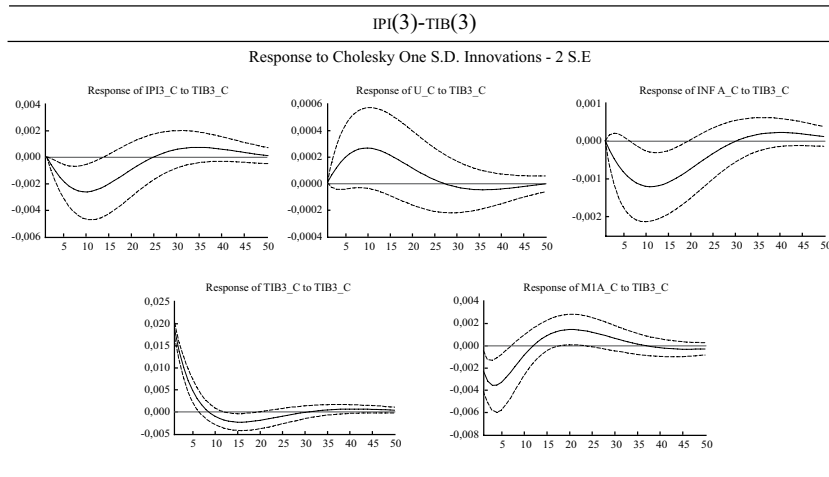 IPI(3)-TIB(3)
Response to Cholesky One S.D. Innovations - 2 S.E
Response of IPI3_C to TIB3_C
0,004
0,002
0,000
-0,002
-0,004
-0,006
5 10 15 20 25 30 35 40 45 50
Response of U_C to TIB3_C
0,0006
0,0004
0,0002
0,0000
-0,0002
-0,0004
5 10 15 20 25 30 35 40 45 50
Response of INF A_C to TIB3_C
0,001
0,000
-0,001
-0,002
5 10 15 20 25 30 35 40 45 50
Response of TIB3_C to TIB3_C
0,025
0,020
0,015
0,010
0,005
0,000
-0,005
5 10 15 20 25 30 35 40 45 50
Response of M1A_C to TIB3_C
0,004
0,002
0,000
-0,002
-0,004
-0,006
-0,008
5 10 15 20 25 30 35 40 45 50